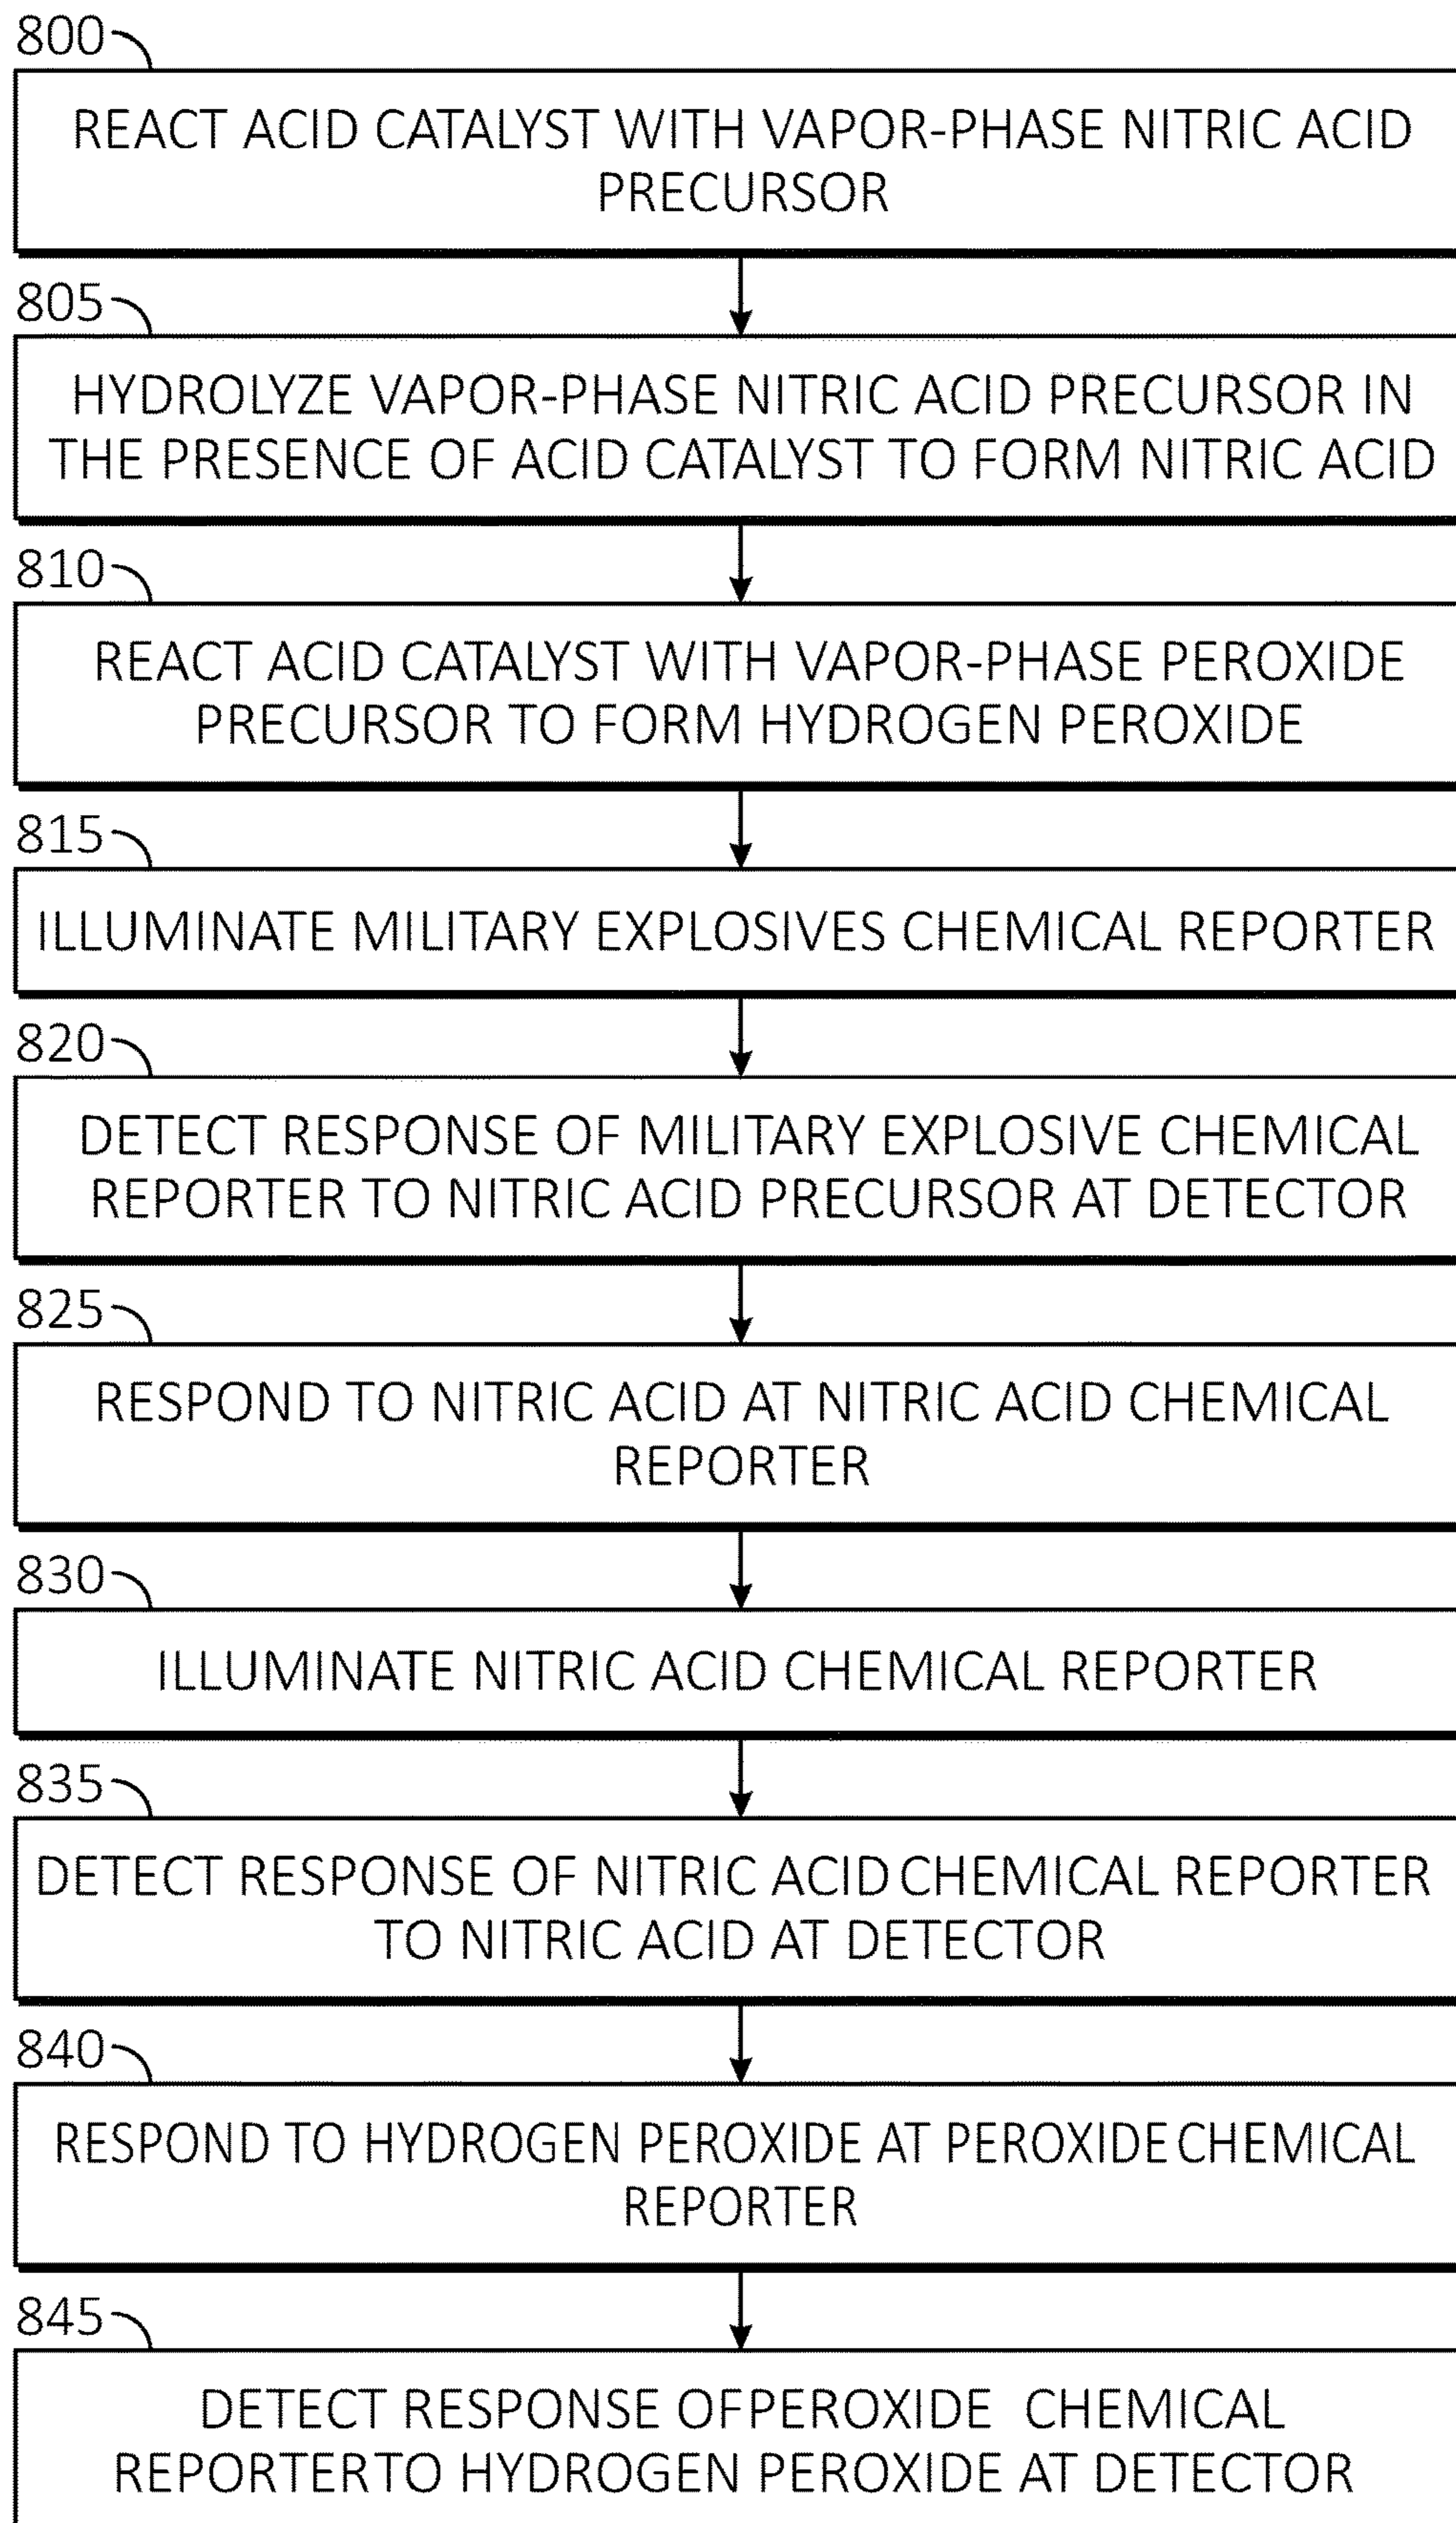 800
REACT ACID CATALYST WITH VAPOR-PHASE NITRIC ACID
PRECURSOR
805
HYDROLYZE VAPOR-PHASE NITRIC ACID PRECURSOR IN
THE PRESENCE OF ACID CATALYST TO FORM NITRIC ACID
810
REACT ACID CATALYST WITH VAPOR-PHASE PEROXIDE
PRECURSOR TO FORM HYDROGEN PEROXIDE
815
ILLUMINATE MILITARY EXPLOSIVES CHEMICAL REPORTER
820
DETECT RESPONSE OF MILITARY EXPLOSIVE CHEMICAL
REPORTER TO NITRIC ACID PRECURSOR AT DETECTOR
825
RESPOND TO NITRIC ACID AT NITRIC ACID CHEMICAL
REPORTER
830
ILLUMINATE NITRIC ACID CHEMICAL REPORTER
835
DETECT RESPONSE OF NITRIC ACID CHEMICAL REPORTER
TO NITRIC ACID AT DETECTOR
840
RESPOND TO HYDROGEN PEROXIDE AT PEROXIDE CHEMICAL
REPORTER
845
DETECT RESPONSE OFPEROXIDE CHEMICAL
REPORTERTO HYDROGEN PEROXIDE AT DETECTOR